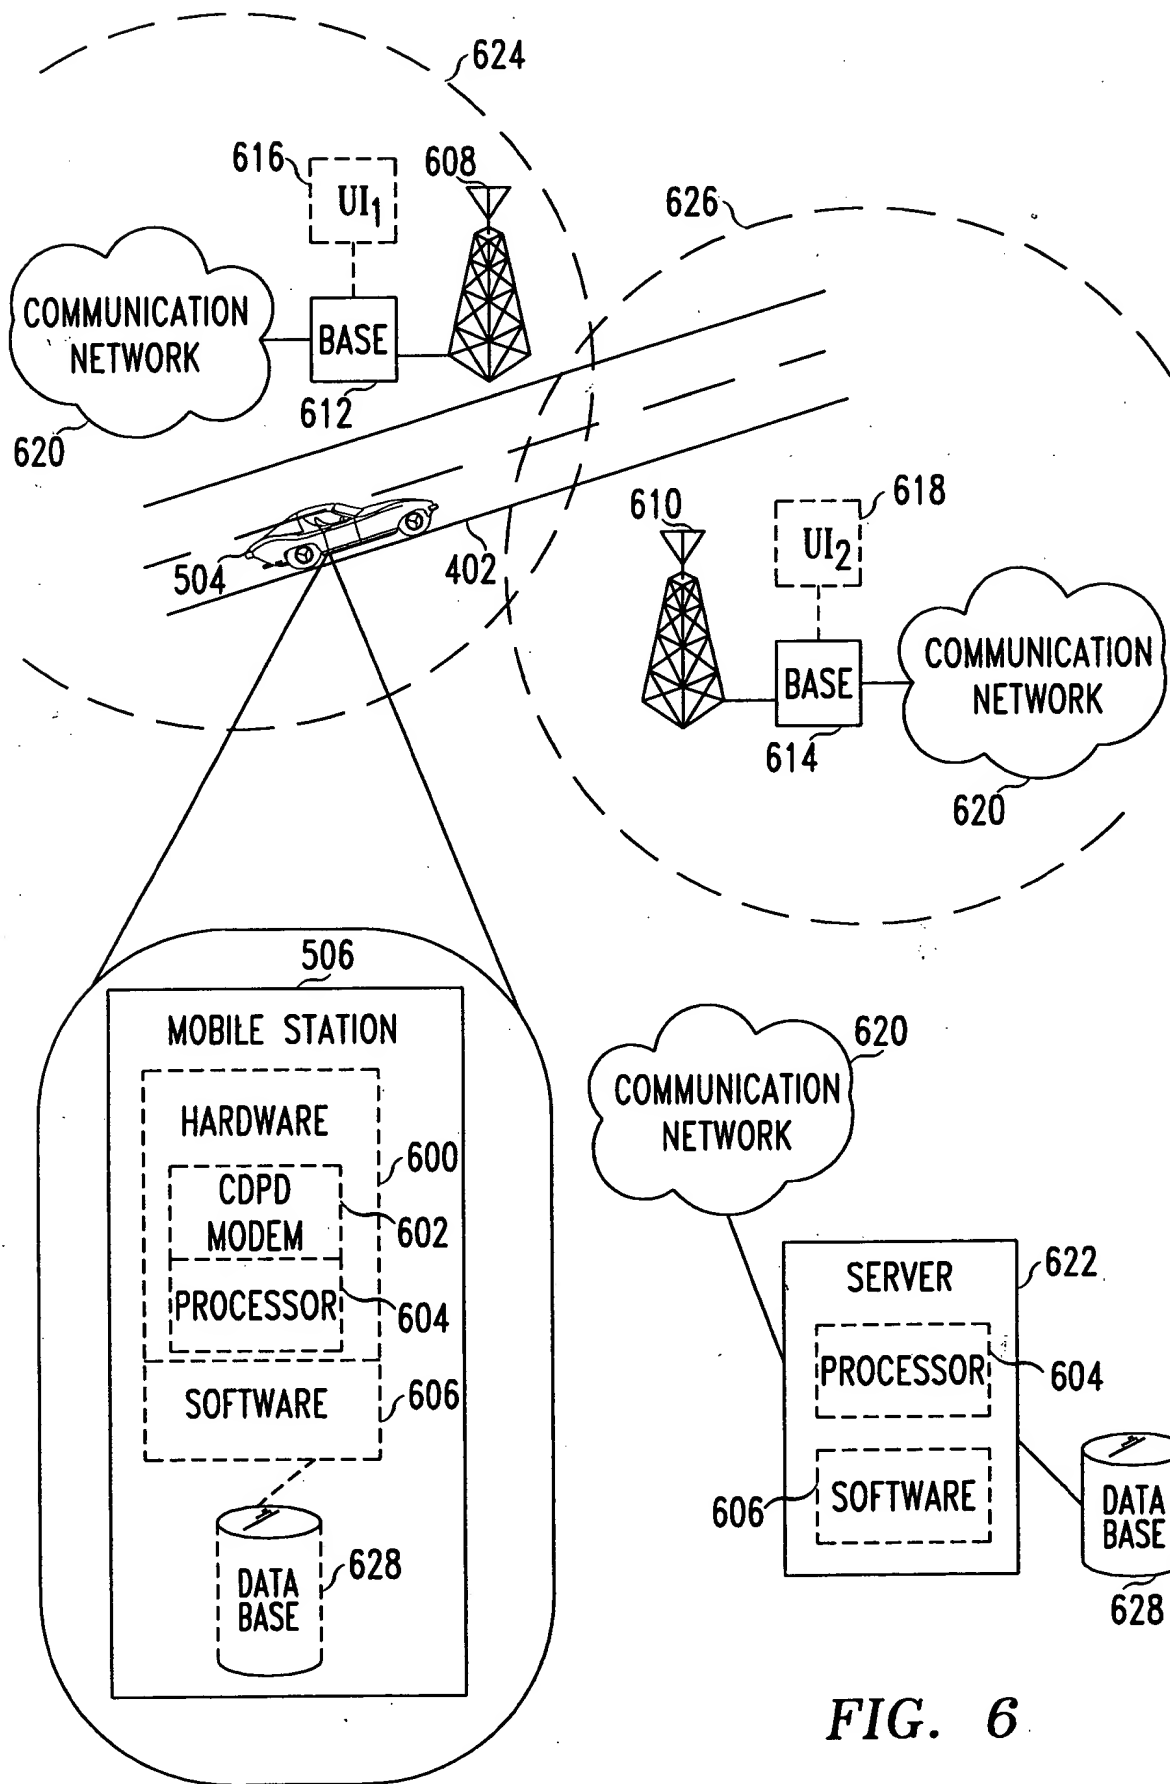 624
616
608
UI1
626
COMMUNICATION
NETWORK
BASE
612
620
610
618
UI2
504
402
COMMUNICATION
NETWORK
BASE
614
620
506
MOBILE STATION
HARDWARE
600
CDPD
MODEM
602
PROCESSOR
604
SOFTWARE
606
DATA
BASE
628
620
COMMUNICATION
NETWORK
SERVER
622
PROCESSOR
604
606
SOFTWARE
DATA
BASE
628
FIG. 6